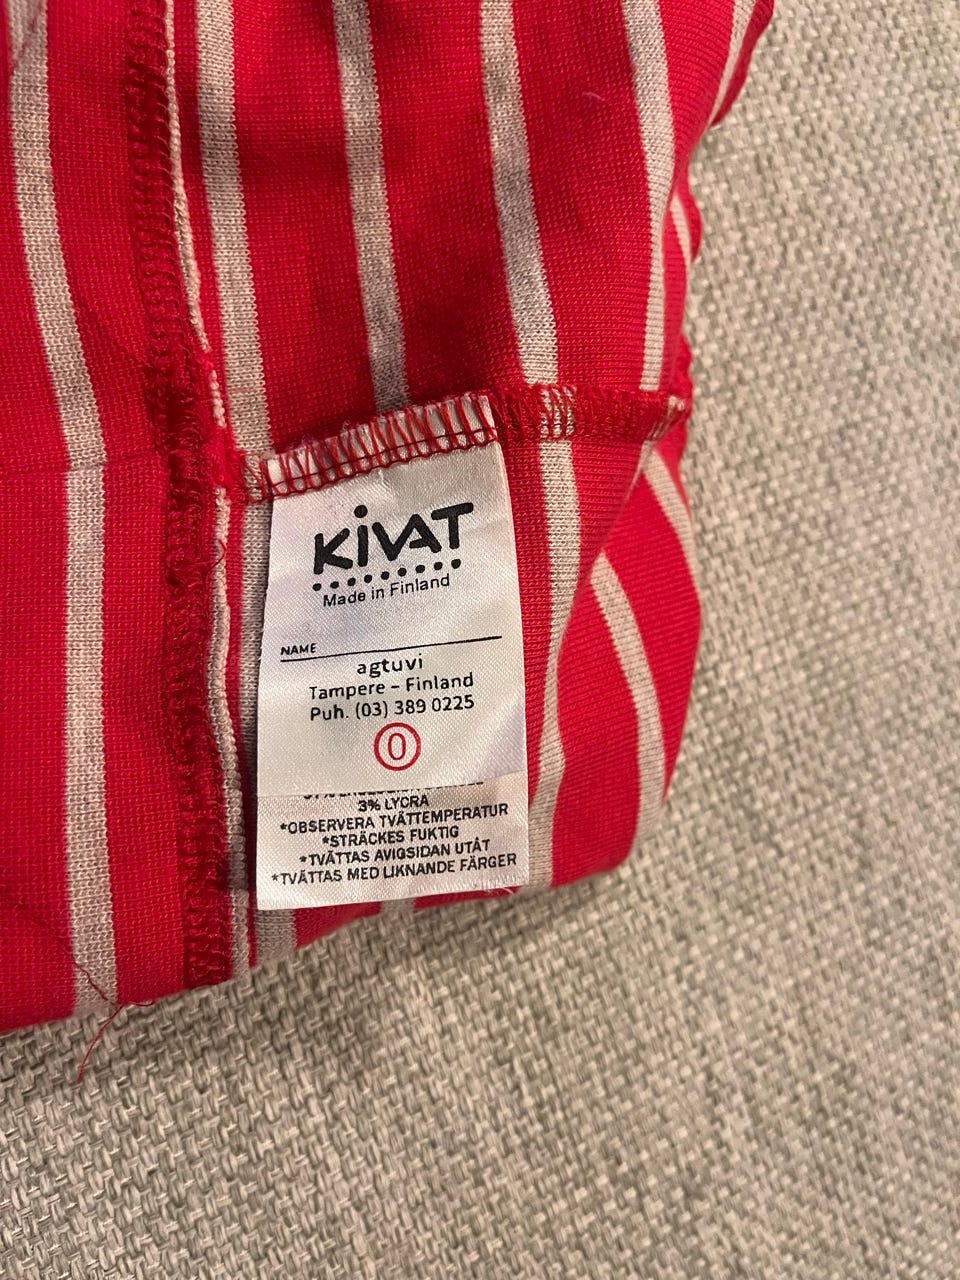 KiVAT
Made in Finland
NAME
agtuvi
Tampere – Finland
Puh. (03) 389 0225
0
3% LYCRA
*OBSERVERA TVÄTTEMPERATUR
*STRÄCKES FUKTIG
*TVÄTTAS AVIGSIDAN UTÅT
*TVÄTTAS MED LIKNANDE FÄRGER